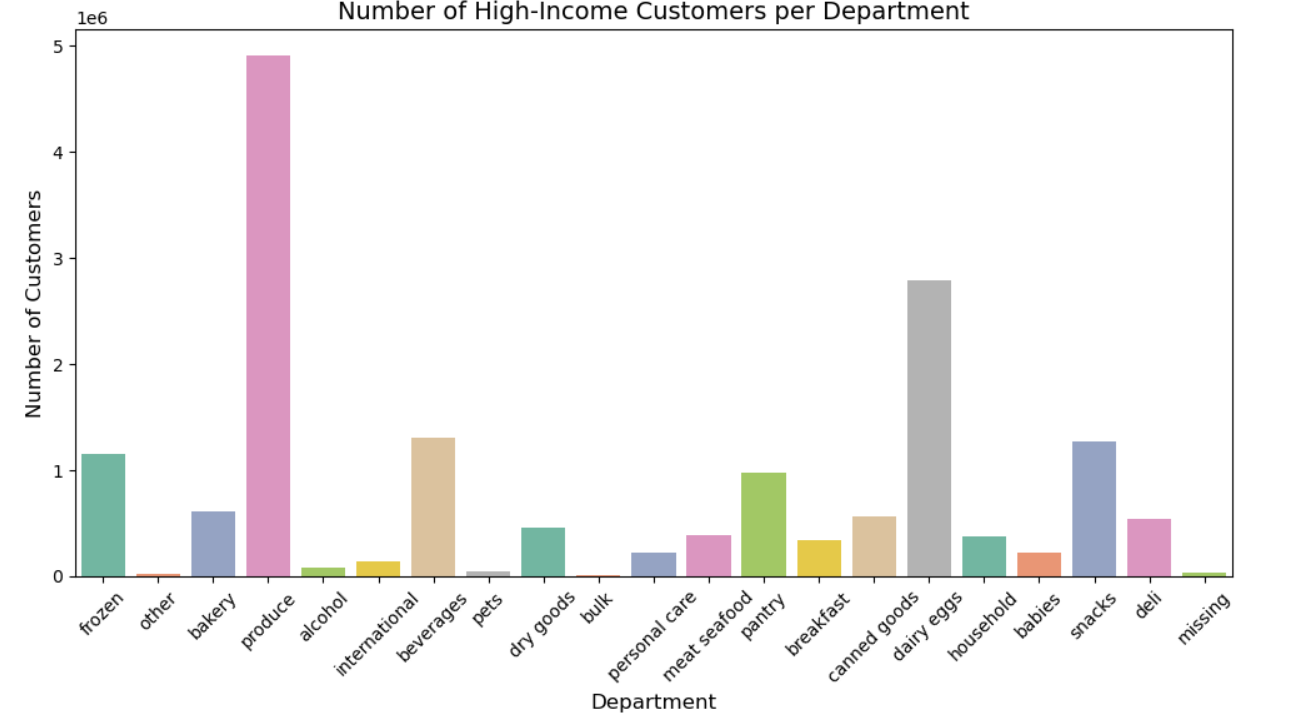 Number of High-Income Customers per Department
1e6
5
4
3
2
1
0
Number of Customers
frozen
other
bakery
produce
alcohol
international
beverages
pets
dry goods
bulk
personal care
meat seafood
pantry
breakfast
canned goods
dairy eggs
household
babies
snacks
deli
missing
Department